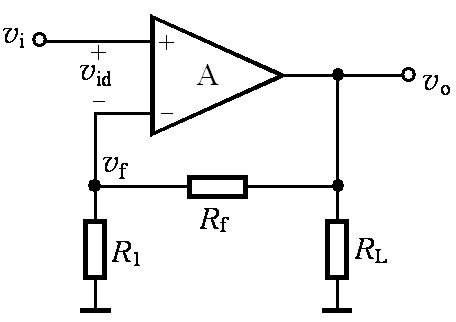 vi
+
+
vid
A
−
−
vo
vf
Rf
R1
RL